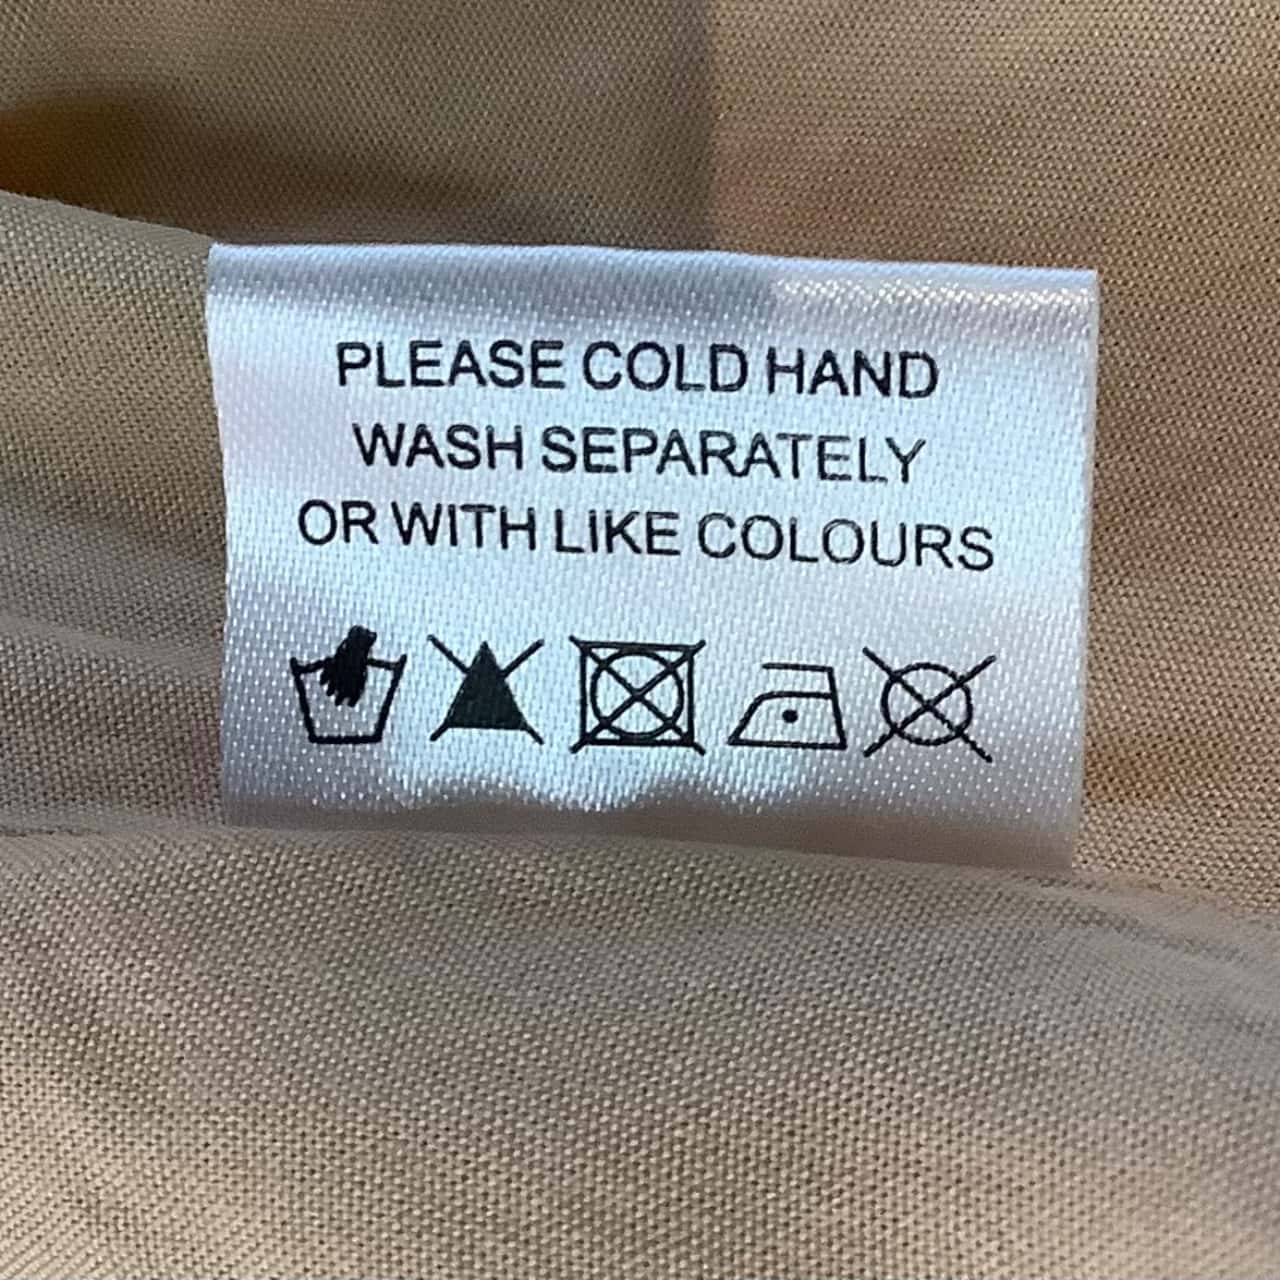 PLEASE COLD HAND
WASH SEPARATELY
OR WITH LIKE COLOURS